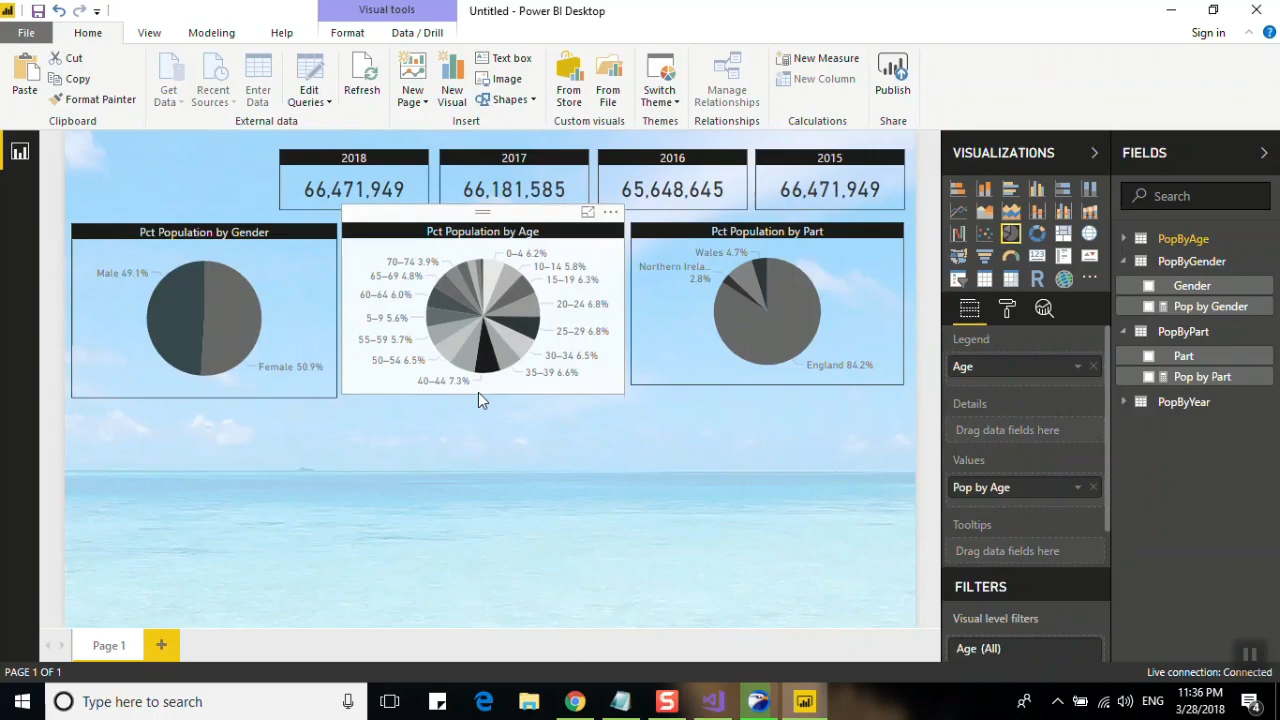 Visual tools
Untitled - Power BI Desktop
File
Home
View
Modeling
Help
Format
Data / Drill
Sign in
Paste
Cut
Copy
Format Painter
Clipboard
Get Data
Recent Sources
Enter Data
Edit Queries
Refresh
External data
New Page
New Visual
Text box
Image
Shapes
Insert
From Store
From File
Custom visuals
Switch Theme
Themes
Manage Relationships
Relationships
New Measure
New Column
Calculations
Publish
Share
2018
66,471,949
2017
66,181,585
2016
65,648,645
2015
66,471,949
Pct Population by Gender
Male 49.1%
Female 50.9%
Pct Population by Age
0–4 6.2%
10–14 5.8%
15–19 6.3%
20–24 6.8%
25–29 6.8%
30–34 6.5%
35–39 6.6%
40–44 7.3%
50–54 6.5%
55–59 5.7%
5–9 5.6%
60–64 6.0%
65–69 4.8%
70–74 3.9%
Pct Population by Part
Wales 4.7%
Northern Irela...
2.8%
England 84.2%
VISUALIZATIONS
R
Legend
Age
Details
Drag data fields here
Values
Pop by Age
Tooltips
Drag data fields here
FILTERS
Visual level filters
Age (All)
FIELDS
Search
PopByAge
PopByGender
Gender
Pop by Gender
PopByPart
Part
Pop by Part
PopByYear
Page 1
PAGE 1 OF 1
Live connection: Connected
Type here to search
ENG
11:36 PM
3/28/2018
4